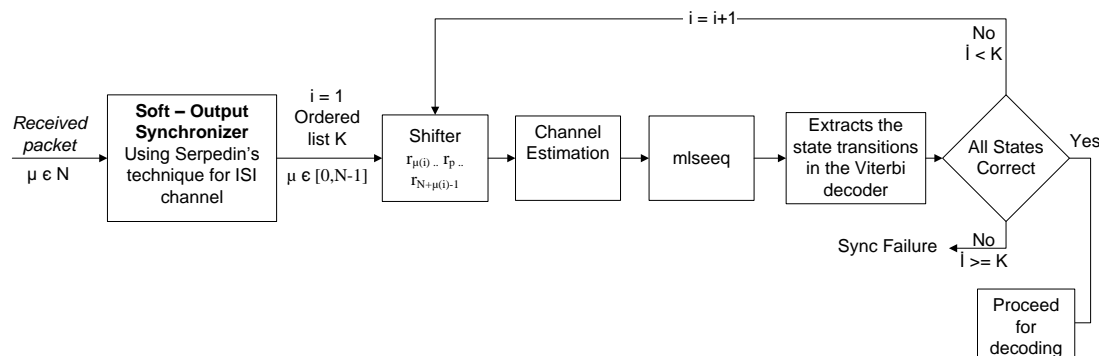 i = i+1
No
İ < K
Received
packet
μ ϵ N
Soft – Output
Synchronizer
Using Serpedin's
technique for ISI
channel
i = 1
Ordered
list K
μ ϵ [0,N-1]
Shifter
rμ(i) .. rp ..
rN+μ(i)-1
Channel
Estimation
mlseeq
Extracts the
state transitions
in the Viterbi
decoder
All States
Correct
Yes
Sync Failure
No
İ >= K
Proceed
for
decoding